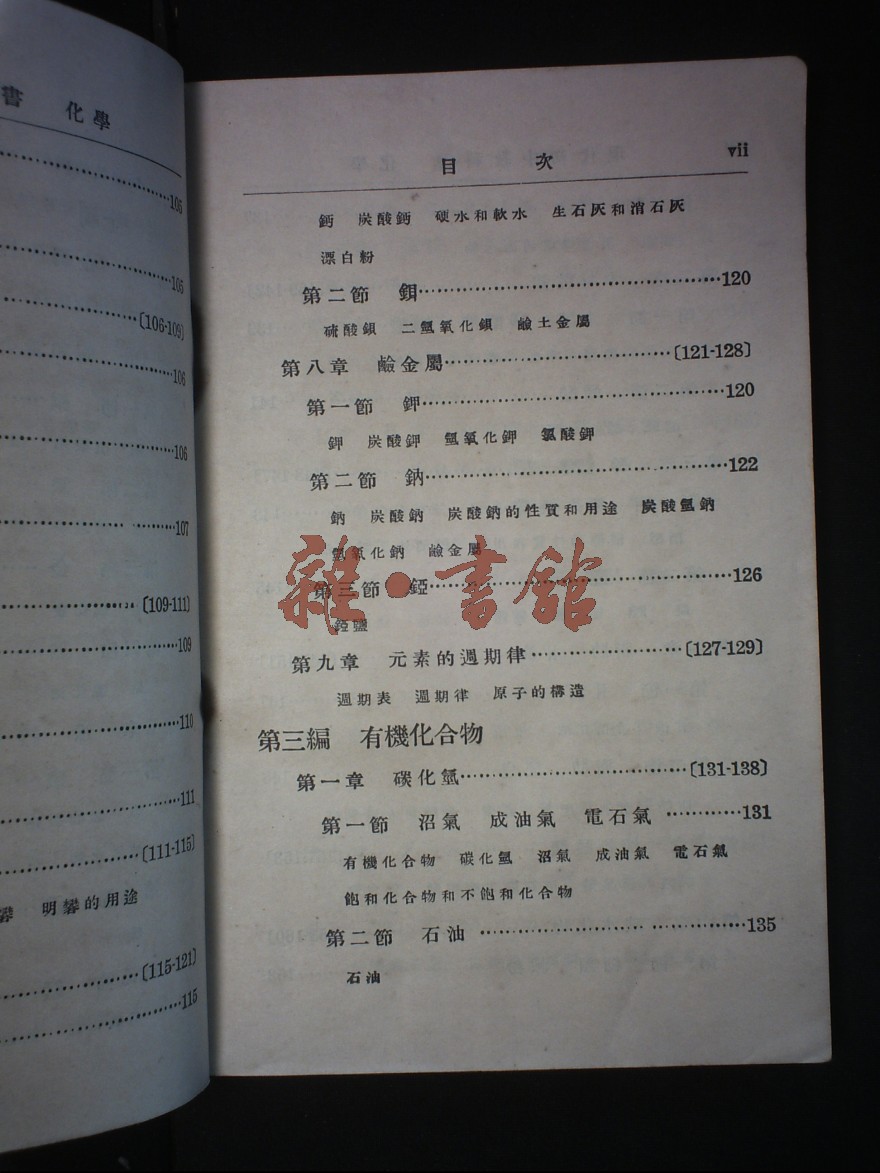 書 化學
105
105
〔106-109〕
106
106
107
〔109-111〕
109
110
111
〔111-115〕
礬 明礬的用途
〔115-121〕
115
目次 vii
鈣 炭酸鈣 硬水和軟水 生石灰和消石灰
漂白粉
第二節 鋇……120
硫酸鋇 二氫氧化鋇 鹼土金屬
第八章 鹼金屬……〔121-128〕
第一節 鉀……120
鉀 炭酸鉀 氫氧化鉀 氯酸鉀
第二節 鈉……122
鈉 炭酸鈉 炭酸鈉的性質和用途 炭酸氫鈉
氫氧化鈉 鹼金屬
第三節 錏……126
錏鹽
第九章 元素的週期律……〔127-129〕
週期表 週期律 原子的構造
第三編 有機化合物
第一章 碳化氫……〔131-138〕
第一節 沼氣 成油氣 電石氣……131
有機化合物 碳化氫 沼氣 成油氣 電石氣
飽和化合物和不飽和化合物
第二節 石油……135
石油
雜·書館